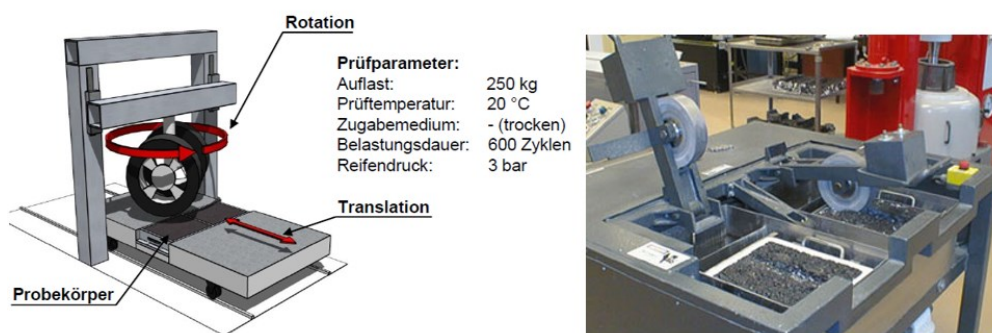 Rotation
Prüfparameter:
Auflast: 250 kg
Prüftemperatur: 20 °C
Zugabemedium: - (trocken)
Belastungsdauer: 600 Zyklen
Reifendruck: 3 bar
Translation
Probekörper